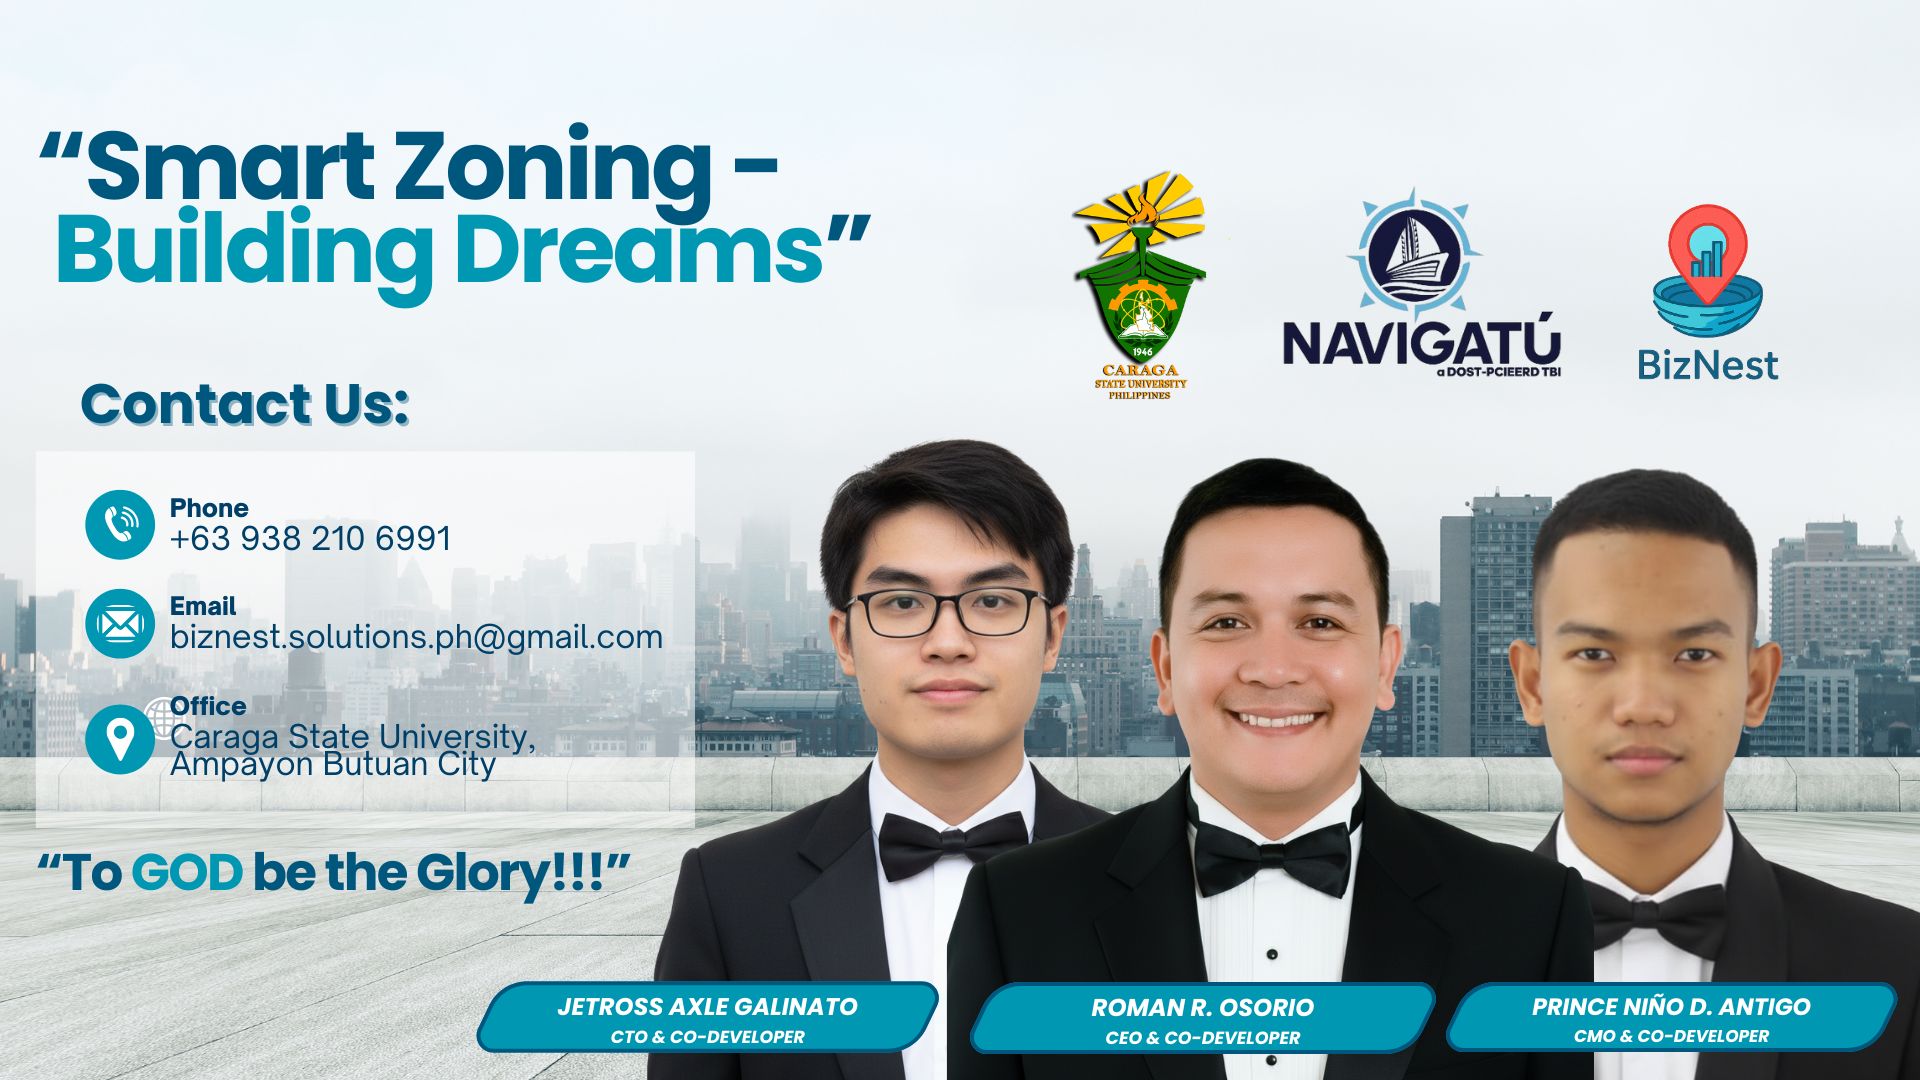 “Smart Zoning -
Building Dreams”
1946
CARAGA
STATE UNIVERSITY
PHILIPPINES
NAVIGATÚ
a DOST-PCIEERD TBI
BizNest
Contact Us:
Phone
+63 938 210 6991
Email
biznest.solutions.ph@gmail.com
Office
Caraga State University,
Ampayon Butuan City
“To GOD be the Glory!!!”
JETROSS AXLE GALINATO
CTO & CO-DEVELOPER
ROMAN R. OSORIO
CEO & CO-DEVELOPER
PRINCE NIÑO D. ANTIGO
CMO & CO-DEVELOPER